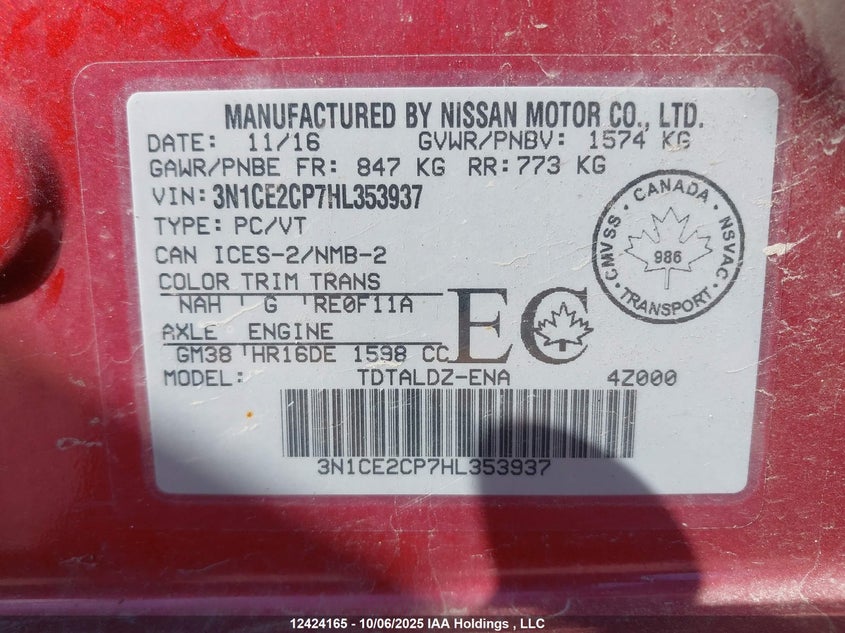 MANUFACTURED BY NISSAN MOTOR CO., LTD.
DATE: 11/16 GVWR/PNBV: 1574 KG
GAWR/PNBE FR: 847 KG RR: 773 KG
VIN: 3N1CE2CP7HL353937
TYPE: PC/VT
CAN ICES-2/NMB-2
COLOR TRIM TRANS
NAH G RE0F11A
AXLE ENGINE
GM38 HR16DE 1598 CC
MODEL: TDTALDZ-ENA 4Z000
3N1CE2CP7HL353937
EC
CANADA
CMVSS
NSVAC
986
TRANSPORT
12424165 - 10/06/2025 IAA Holdings , LLC